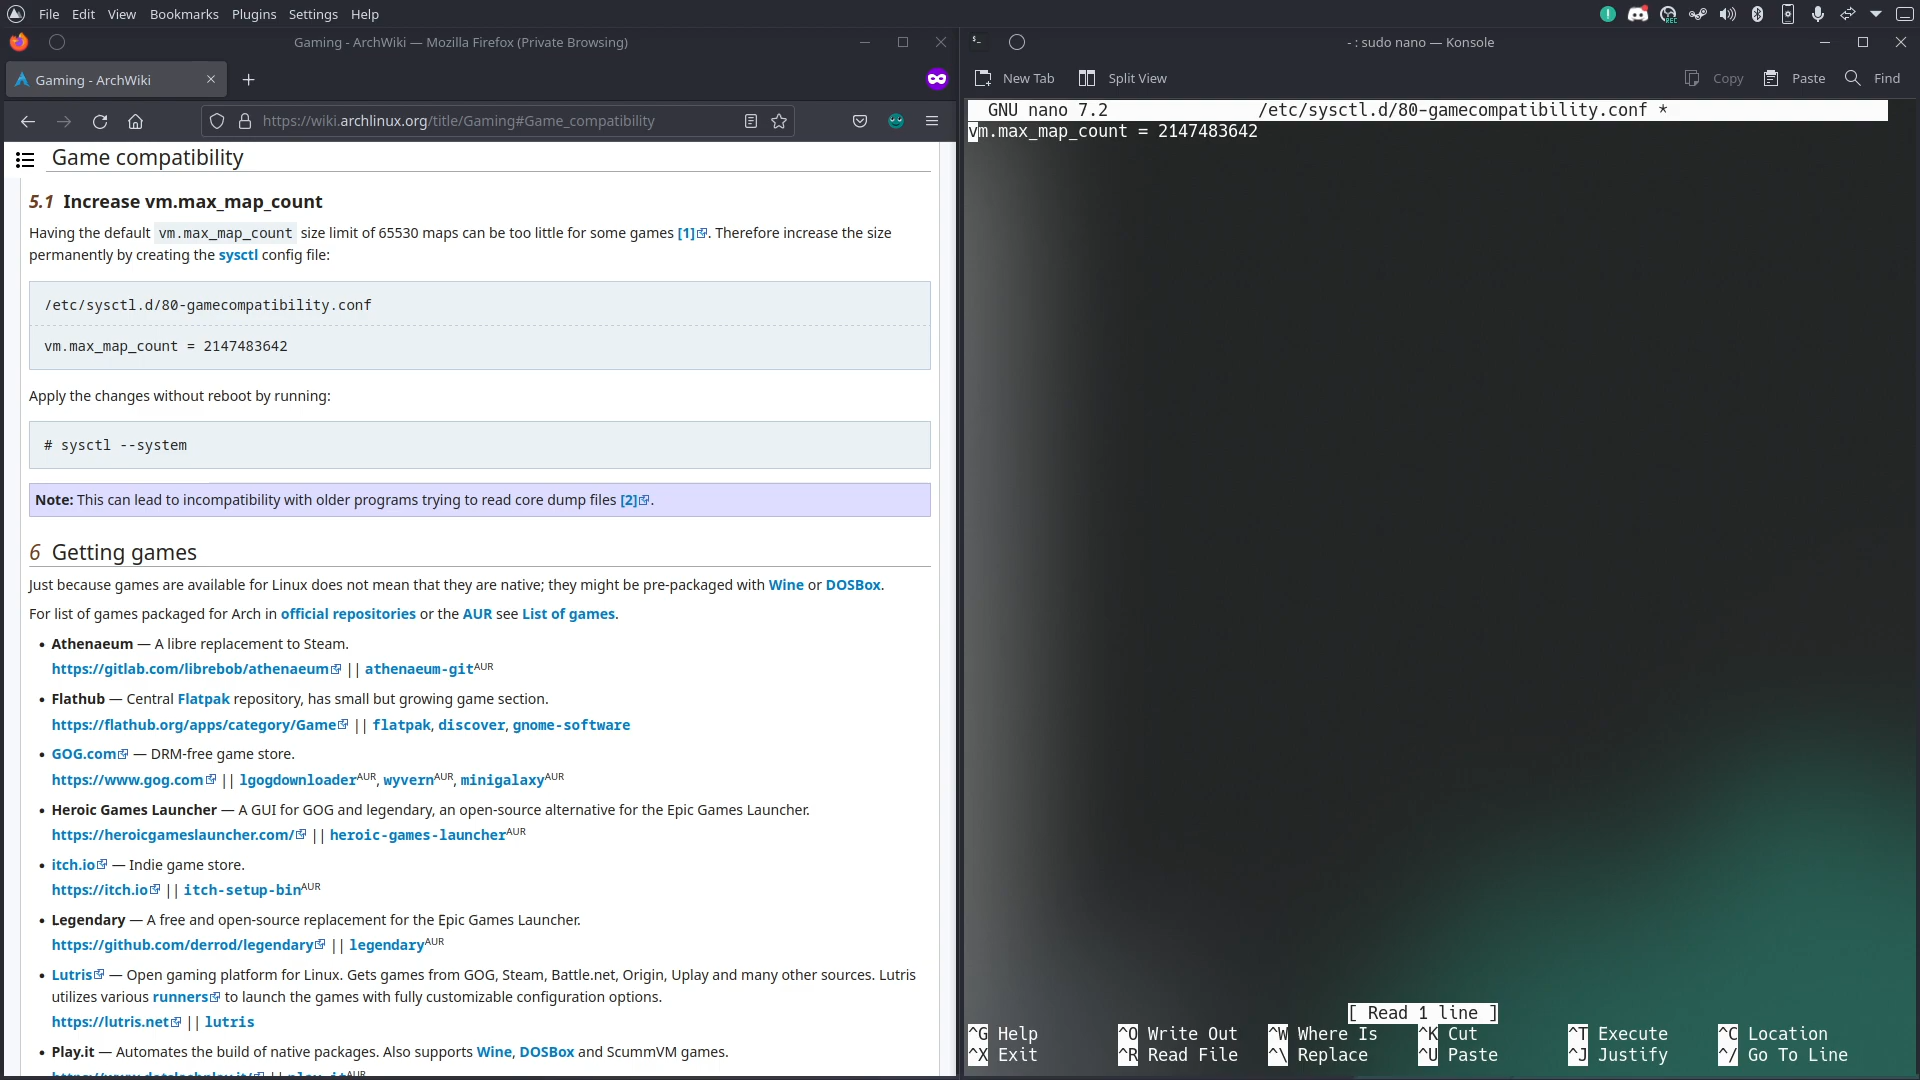 File Edit View Bookmarks Plugins Settings Help
REC
Gaming - ArchWiki — Mozilla Firefox (Private Browsing)
Gaming - ArchWiki
https://wiki.archlinux.org/title/Gaming#Game_compatibility
Game compatibility
5.1 Increase vm.max_map_count
Having the default vm.max_map_count size limit of 65530 maps can be too little for some games [1]. Therefore increase the size
permanently by creating the sysctl config file:
/etc/sysctl.d/80-gamecompatibility.conf
vm.max_map_count = 2147483642
Apply the changes without reboot by running:
# sysctl --system
Note: This can lead to incompatibility with older programs trying to read core dump files [2].
6 Getting games
Just because games are available for Linux does not mean that they are native; they might be pre-packaged with Wine or DOSBox.
For list of games packaged for Arch in official repositories or the AUR see List of games.
• Athenaeum — A libre replacement to Steam.
https://gitlab.com/librebob/athenaeum || athenaeum-gitAUR
• Flathub — Central Flatpak repository, has small but growing game section.
https://flathub.org/apps/category/Game || flatpak, discover, gnome-software
• GOG.com — DRM-free game store.
https://www.gog.com || lgogdownloaderAUR, wyvernAUR, minigalaxyAUR
• Heroic Games Launcher — A GUI for GOG and legendary, an open-source alternative for the Epic Games Launcher.
https://heroicgameslauncher.com/ || heroic-games-launcherAUR
• itch.io — Indie game store.
https://itch.io || itch-setup-binAUR
• Legendary — A free and open-source replacement for the Epic Games Launcher.
https://github.com/derrod/legendary || legendaryAUR
• Lutris — Open gaming platform for Linux. Gets games from GOG, Steam, Battle.net, Origin, Uplay and many other sources. Lutris
utilizes various runners to launch the games with fully customizable configuration options.
https://lutris.net || lutris
• Play.it — Automates the build of native packages. Also supports Wine, DOSBox and ScummVM games.
- : sudo nano — Konsole
New Tab Split View Copy Paste Find
GNU nano 7.2 /etc/sysctl.d/80-gamecompatibility.conf *
vm.max_map_count = 2147483642
[ Read 1 line ]
^G Help ^O Write Out ^W Where Is ^K Cut ^T Execute ^C Location
^X Exit ^R Read File ^\ Replace ^U Paste ^J Justify ^/ Go To Line